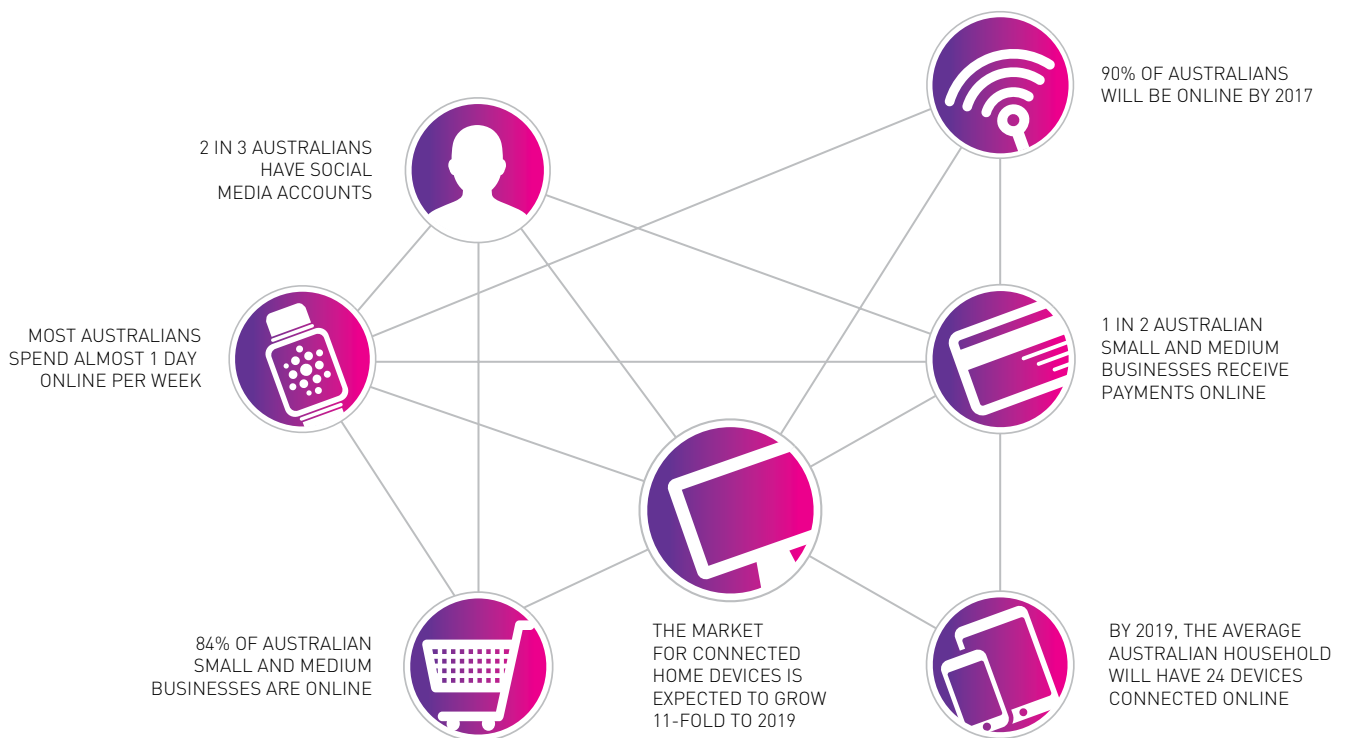 90% OF AUSTRALIANS
WILL BE ONLINE BY 2017
2 IN 3 AUSTRALIANS
HAVE SOCIAL
MEDIA ACCOUNTS
MOST AUSTRALIANS
SPEND ALMOST 1 DAY
ONLINE PER WEEK
1 IN 2 AUSTRALIAN
SMALL AND MEDIUM
BUSINESSES RECEIVE
PAYMENTS ONLINE
84% OF AUSTRALIAN
SMALL AND MEDIUM
BUSINESSES ARE ONLINE
THE MARKET
FOR CONNECTED
HOME DEVICES IS
EXPECTED TO GROW
11-FOLD TO 2019
BY 2019, THE AVERAGE
AUSTRALIAN HOUSEHOLD
WILL HAVE 24 DEVICES
CONNECTED ONLINE